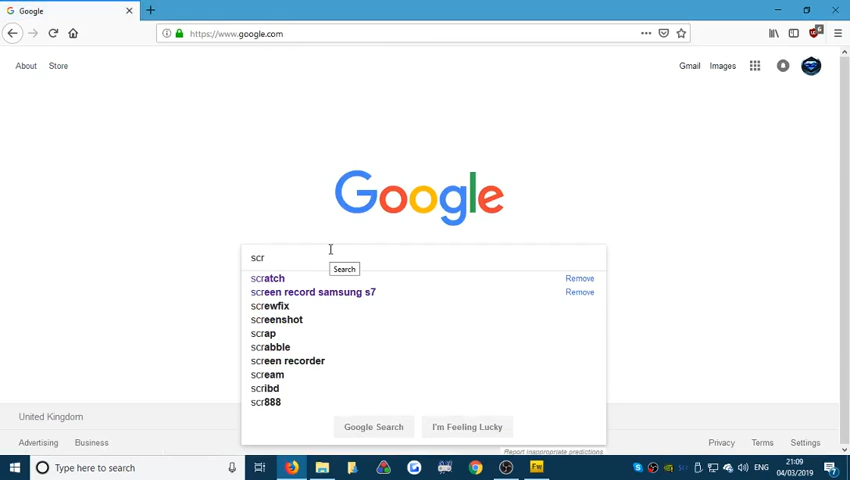 Google
https://www.google.com
6
About Store
Gmail Images
Google
scr
Search
scratch Remove
screen record samsung s7 Remove
screwfix
screenshot
scrap
scrabble
screen recorder
scream
scribd
scr888
Google Search I'm Feeling Lucky
Report inappropriate predictions
United Kingdom
Advertising Business Privacy Terms Settings
Type here to search
Fw
ENG
21:09
04/03/2019